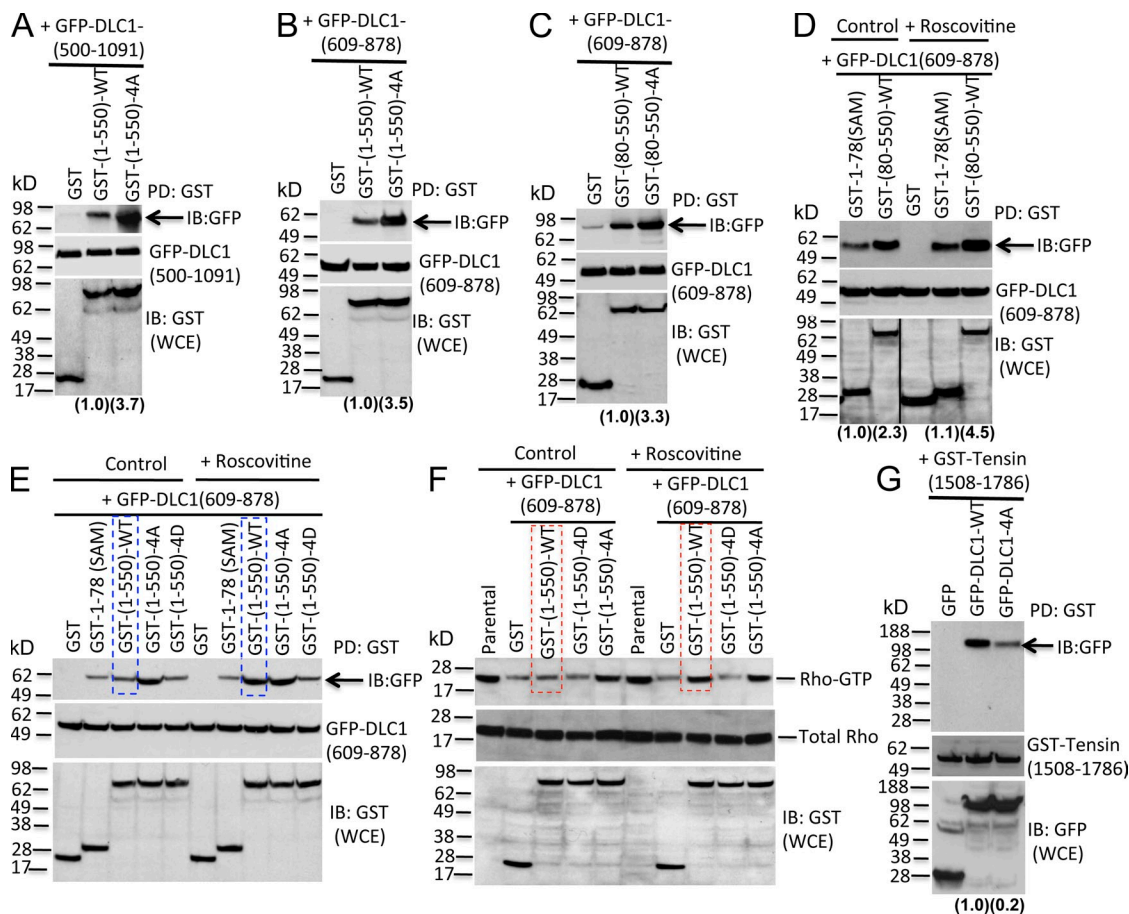 A
+ GFP-DLC1-
(500-1091)
GST
GST-(1-550)-WT
GST-(1-550)-4A
kD
PD: GST
98
62
IB:GFP
98
62
GFP-DLC1
(500-1091)
98
62
49
38
28
17
IB: GST
(WCE)
(1.0)(3.7)
B
+ GFP-DLC1-
(609-878)
GST
GST-(1-550)-WT
GST-(1-550)-4A
kD
PD: GST
62
49
IB:GFP
62
49
GFP-DLC1
(609-878)
98
62
49
38
28
17
IB: GST
(WCE)
(1.0)(3.5)
C
+ GFP-DLC1-
(609-878)
GST
GST-(80-550)-WT
GST-(80-550)-4A
kD
PD: GST
98
62
49
IB:GFP
62
49
GFP-DLC1
(609-878)
98
62
49
38
28
17
IB: GST
(WCE)
(1.0)(3.3)
D
Control
+ Roscovitine
+ GFP-DLC1(609-878)
GST-1-78(SAM)
GST-(80-550)-WT
GST
GST-1-78(SAM)
GST-(80-550)-WT
kD
PD: GST
62
49
IB:GFP
62
49
GFP-DLC1
(609-878)
98
62
49
38
28
17
IB: GST
(WCE)
(1.0)(2.3)
(1.1)(4.5)
E
Control
+ Roscovitine
+ GFP-DLC1(609-878)
GST
GST-1-78 (SAM)
GST-(1-550)-WT
GST-(1-550)-4A
GST-(1-550)-4D
GST
GST-1-78 (SAM)
GST-(1-550)-WT
GST-(1-550)-4A
GST-(1-550)-4D
kD
PD: GST
62
49
IB:GFP
62
49
GFP-DLC1
(609-878)
98
62
49
38
28
17
IB: GST
(WCE)
F
Control
+ Roscovitine
+ GFP-DLC1
(609-878)
+ GFP-DLC1
(609-878)
Parental
GST
GST-(1-550)-WT
GST-(1-550)-4D
GST-(1-550)-4A
Parental
GST
GST-(1-550)-WT
GST-(1-550)-4D
GST-(1-550)-4A
kD
28
17
Rho-GTP
28
17
Total Rho
98
62
49
38
28
17
IB: GST
(WCE)
G
+ GST-Tensin
(1508-1786)
GFP
GFP-DLC1-WT
GFP-DLC1-4A
kD
PD: GST
188
98
62
49
38
28
IB:GFP
62
49
GST-Tensin
(1508-1786)
188
98
62
49
38
28
IB: GFP
(WCE)
(1.0)(0.2)